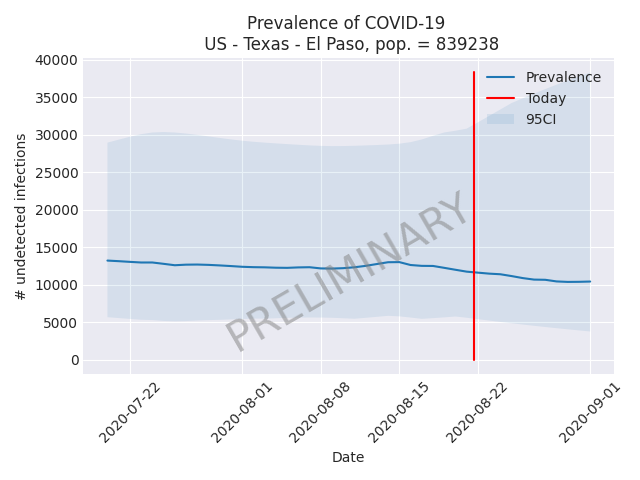 Prevalence of COVID-19
US - Texas - El Paso, pop. = 839238
40000
35000
30000
25000
20000
15000
10000
5000
0
# undetected infections
Prevalence
Today
95CI
PRELIMINARY
2020-07-22
2020-08-01
2020-08-08
2020-08-15
2020-08-22
2020-09-01
Date